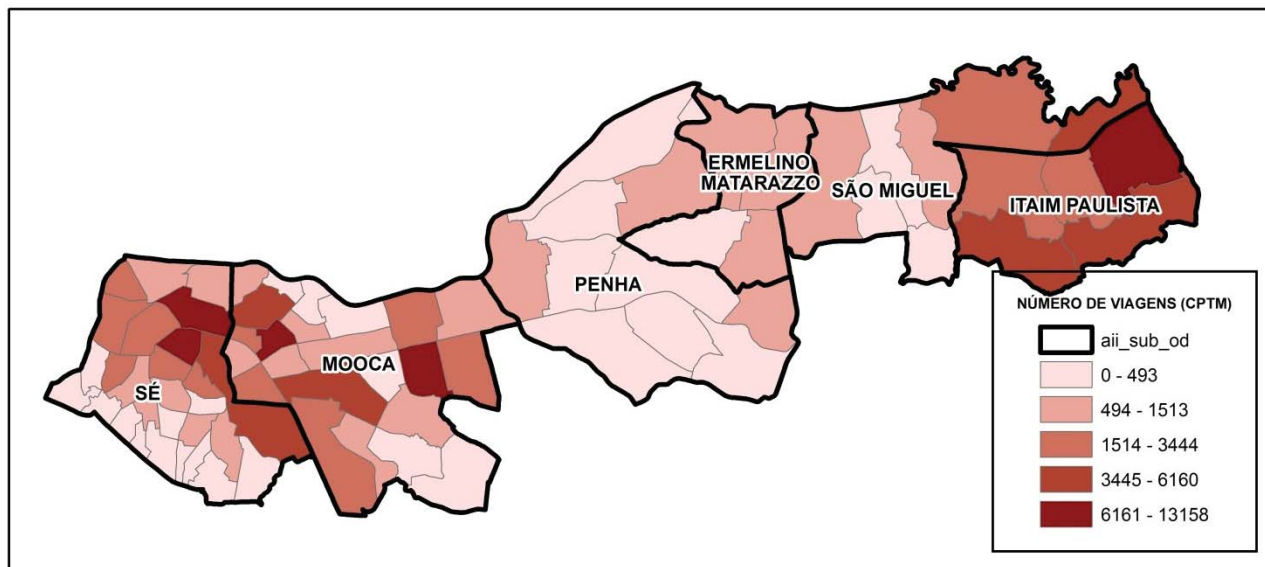 ERMELINO
MATARAZZO
SÃO MIGUEL
ITAIM PAULISTA
PENHA
MOOCA
SÉ
NÚMERO DE VIAGENS (CPTM)
aii_sub_od
0 - 493
494 - 1513
1514 - 3444
3445 - 6160
6161 - 13158